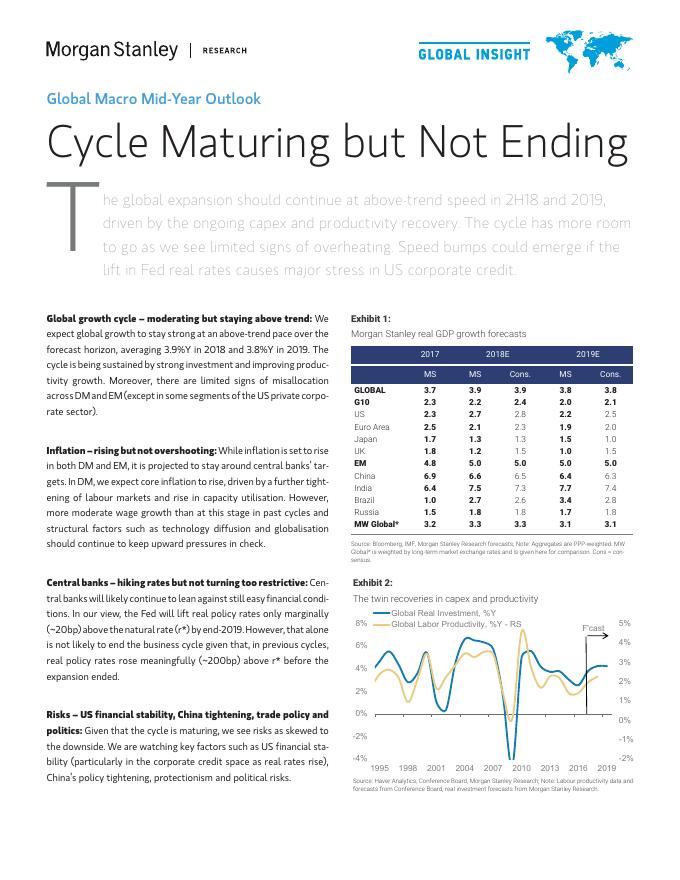 Morgan Stanley | RESEARCH
GLOBAL INSIGHT
Global Macro Mid-Year Outlook
Cycle Maturing but Not Ending
The global expansion should continue at above-trend speed in 2H18 and 2019,
driven by the ongoing capex and productivity recovery. The cycle has more room
to go as we see limited signs of overheating. Speed bumps could emerge if the
lift in Fed real rates causes major stress in US corporate credit.
Global growth cycle – moderating but staying above trend: We
expect global growth to stay strong at an above-trend pace over the
forecast horizon, averaging 3.9%Y in 2018 and 3.8%Y in 2019. The
cycle is being sustained by strong investment and improving produc-
tivity growth. Moreover, there are limited signs of misallocation
across DM and EM (except in some segments of the US private corpo-
rate sector).
Inflation – rising but not overshooting: While inflation is set to rise
in both DM and EM, it is projected to stay around central banks' tar-
gets. In DM, we expect core inflation to rise, driven by a further tight-
ening of labour markets and rise in capacity utilisation. However,
more moderate wage growth than at this stage in past cycles and
structural factors such as technology diffusion and globalisation
should continue to keep upward pressures in check.
Central banks – hiking rates but not turning too restrictive: Cen-
tral banks will likely continue to lean against still easy financial condi-
tions. In our view, the Fed will lift real policy rates only marginally
(~20bp) above the natural rate (r*) by end-2019. However, that alone
is not likely to end the business cycle given that, in previous cycles,
real policy rates rose meaningfully (~200bp) above r* before the
expansion ended.
Risks – US financial stability, China tightening, trade policy and
politics: Given that the cycle is maturing, we see risks as skewed to
the downside. We are watching key factors such as US financial sta-
bility (particularly in the corporate credit space as real rates rise),
China's policy tightening, protectionism and political risks.
Exhibit 1:
Morgan Stanley real GDP growth forecasts
2017 2018E 2019E
MS MS Cons. MS Cons.
GLOBAL 3.7 3.9 3.9 3.8 3.8
G10 2.3 2.2 2.4 2.0 2.1
US 2.3 2.7 2.8 2.2 2.5
Euro Area 2.5 2.1 2.3 1.9 2.0
Japan 1.7 1.3 1.3 1.5 1.0
UK 1.8 1.2 1.5 1.0 1.5
EM 4.8 5.0 5.0 5.0 5.0
China 6.9 6.6 6.5 6.4 6.3
India 6.4 7.5 7.3 7.7 7.4
Brazil 1.0 2.7 2.6 3.4 2.8
Russia 1.5 1.8 1.8 1.7 1.8
MW Global* 3.2 3.3 3.3 3.1 3.1
Source: Bloomberg, IMF, Morgan Stanley Research forecasts; Note: Aggregates are PPP-weighted. MW
Global* is weighted by long-term market exchange rates and is given here for comparison. Cons = con-
sensus.
Exhibit 2:
The twin recoveries in capex and productivity
Global Real Investment, %Y
Global Labor Productivity, %Y - RS
F'cast
8% 5%
6% 4%
4% 3%
2% 2%
0% 1%
-2% 0%
-4% -1%
-2%
1995 1998 2001 2004 2007 2010 2013 2016 2019
Source: Haver Analytics, Conference Board, Morgan Stanley Research; Note: Labour productivity data and
forecasts from Conference Board, real investment forecasts from Morgan Stanley Research.